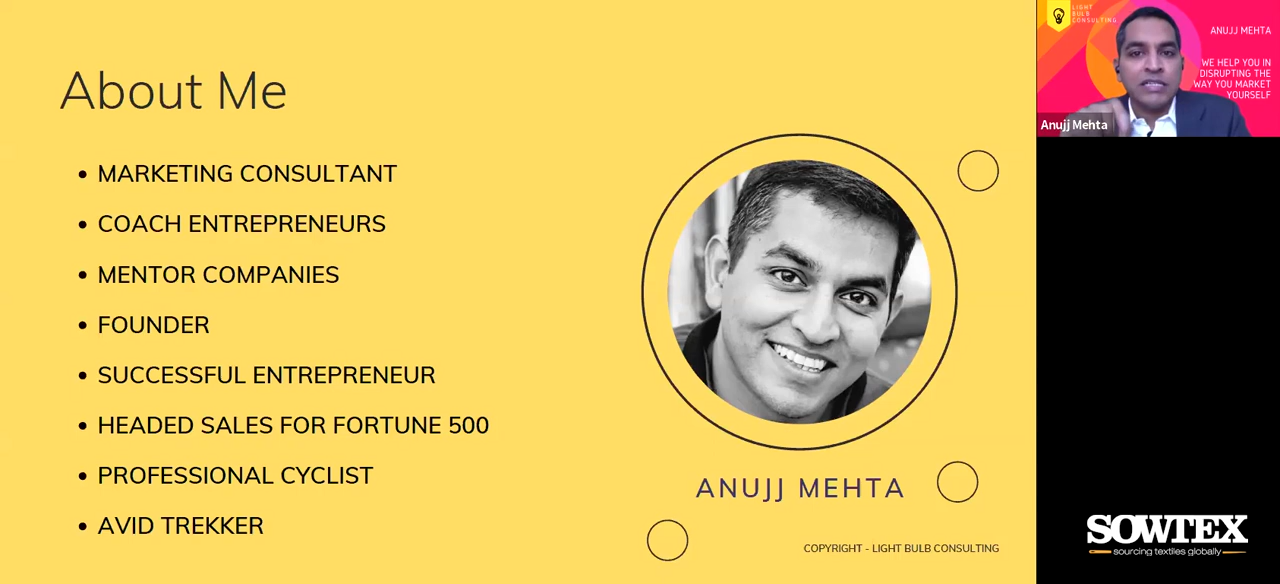 About Me
MARKETING CONSULTANT
COACH ENTREPRENEURS
MENTOR COMPANIES
FOUNDER
SUCCESSFUL ENTREPRENEUR
HEADED SALES FOR FORTUNE 500
PROFESSIONAL CYCLIST
AVID TREKKER
ANUJJ MEHTA
COPYRIGHT - LIGHT BULB CONSULTING
LIGHT
BULB
CONSULTING
ANUJJ MEHTA
WE HELP YOU IN
DISRUPTING THE
WAY YOU MARKET
YOURSELF
Anujj Mehta
SOWTEX
sourcing textiles globally